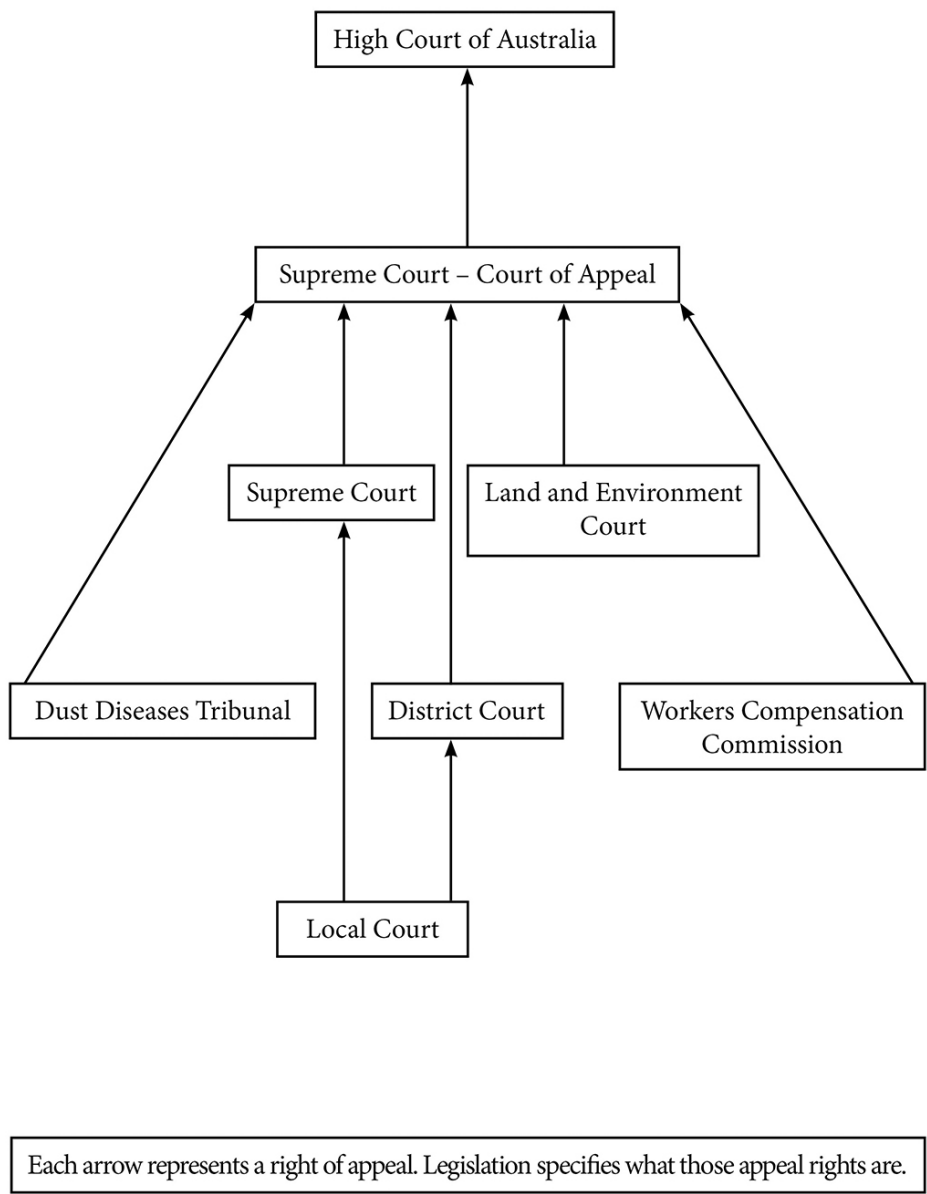 High Court of Australia
Supreme Court – Court of Appeal
Supreme Court
Land and Environment
Court
Dust Diseases Tribunal
District Court
Workers Compensation
Commission
Local Court
Each arrow represents a right of appeal. Legislation specifies what those appeal rights are.